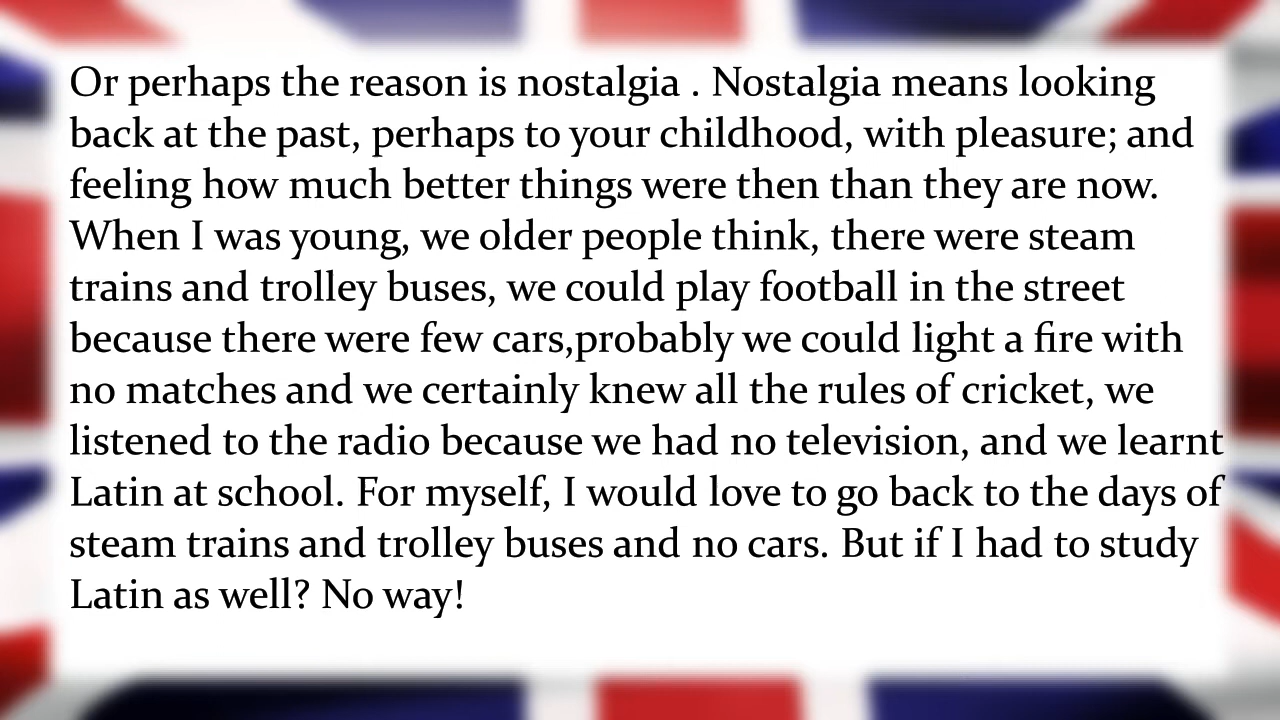 Or perhaps the reason is nostalgia . Nostalgia means looking
back at the past, perhaps to your childhood, with pleasure; and
feeling how much better things were then than they are now.
When I was young, we older people think, there were steam
trains and trolley buses, we could play football in the street
because there were few cars,probably we could light a fire with
no matches and we certainly knew all the rules of cricket, we
listened to the radio because we had no television, and we learnt
Latin at school. For myself, I would love to go back to the days of
steam trains and trolley buses and no cars. But if I had to study
Latin as well? No way!